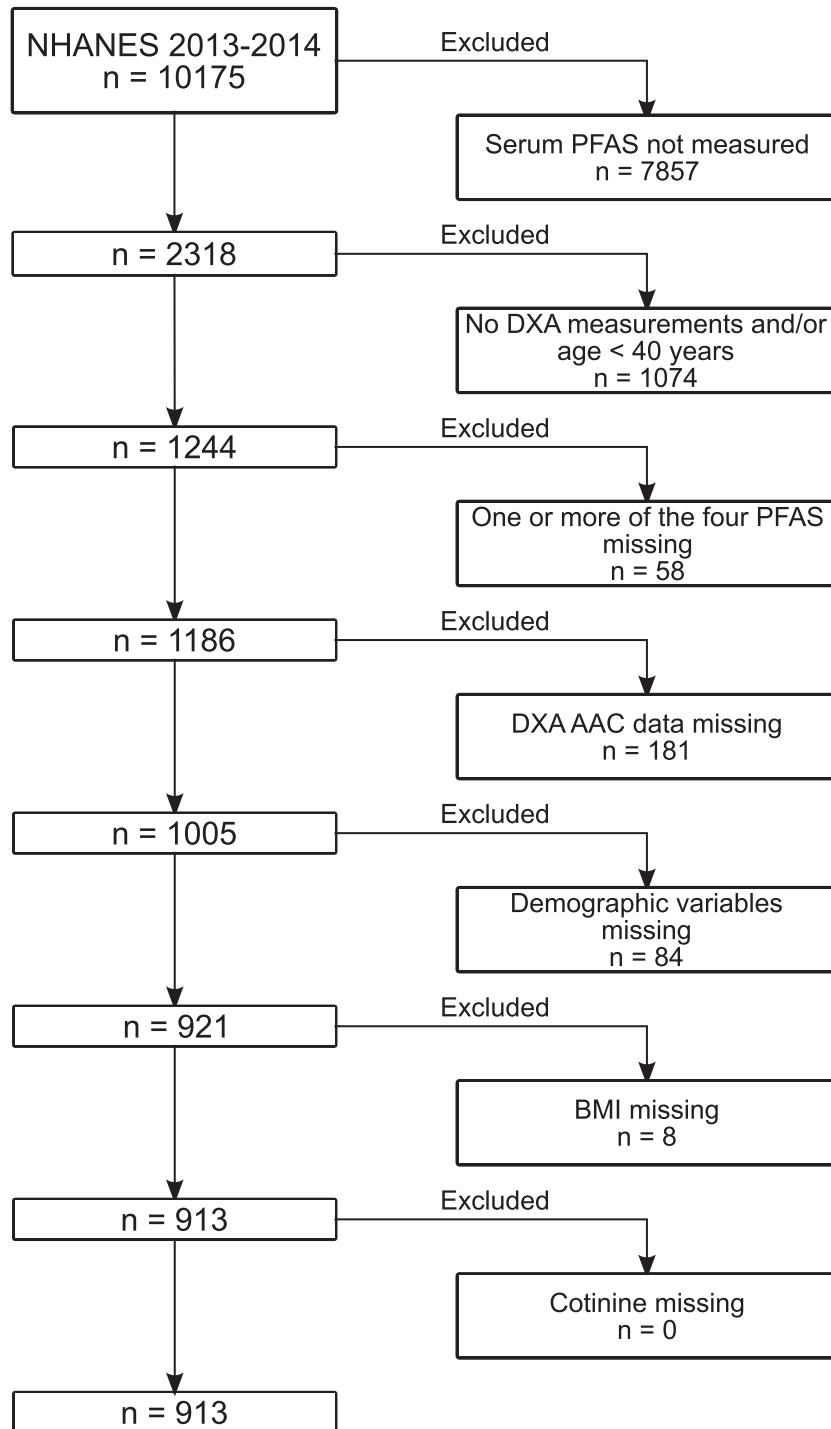 NHANES 2013-2014
n = 10175
Excluded
Serum PFAS not measured
n = 7857
n = 2318
Excluded
No DXA measurements and/or
age < 40 years
n = 1074
n = 1244
Excluded
One or more of the four PFAS
missing
n = 58
n = 1186
Excluded
DXA AAC data missing
n = 181
n = 1005
Excluded
Demographic variables
missing
n = 84
n = 921
Excluded
BMI missing
n = 8
n = 913
Excluded
Cotinine missing
n = 0
n = 913